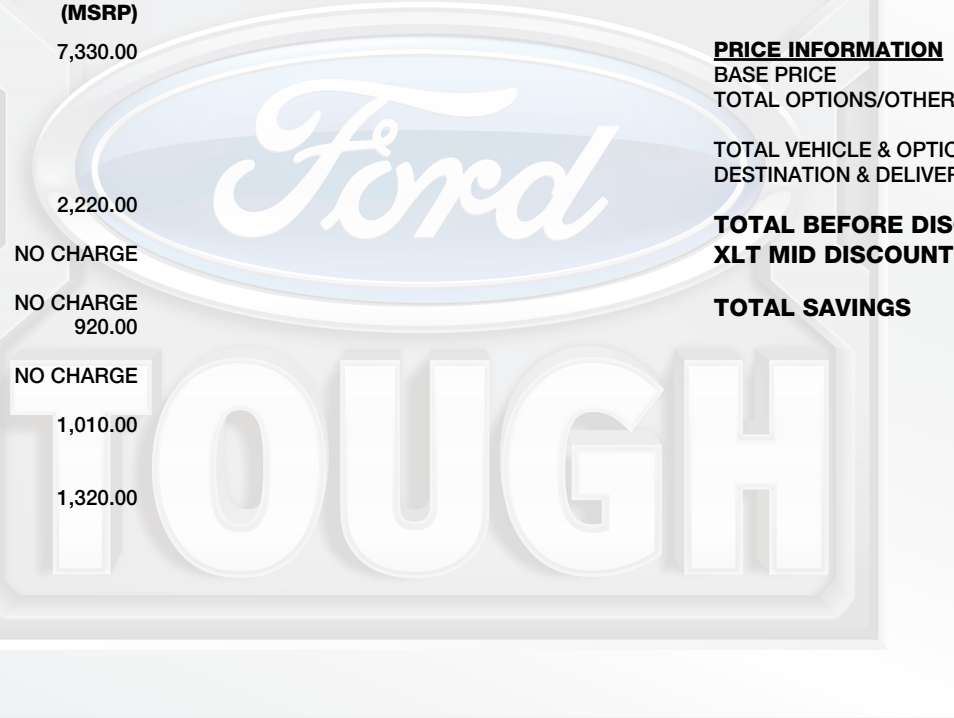 (MSRP)
7,330.00
2,220.00
NO CHARGE
NO CHARGE
920.00
NO CHARGE
1,010.00
1,320.00
PRICE INFORMATION
BASE PRICE
TOTAL OPTIONS/OTHER
TOTAL VEHICLE & OPTIO
DESTINATION & DELIVER
TOTAL BEFORE DIS
XLT MID DISCOUNT
TOTAL SAVINGS
Ford
TOUGH